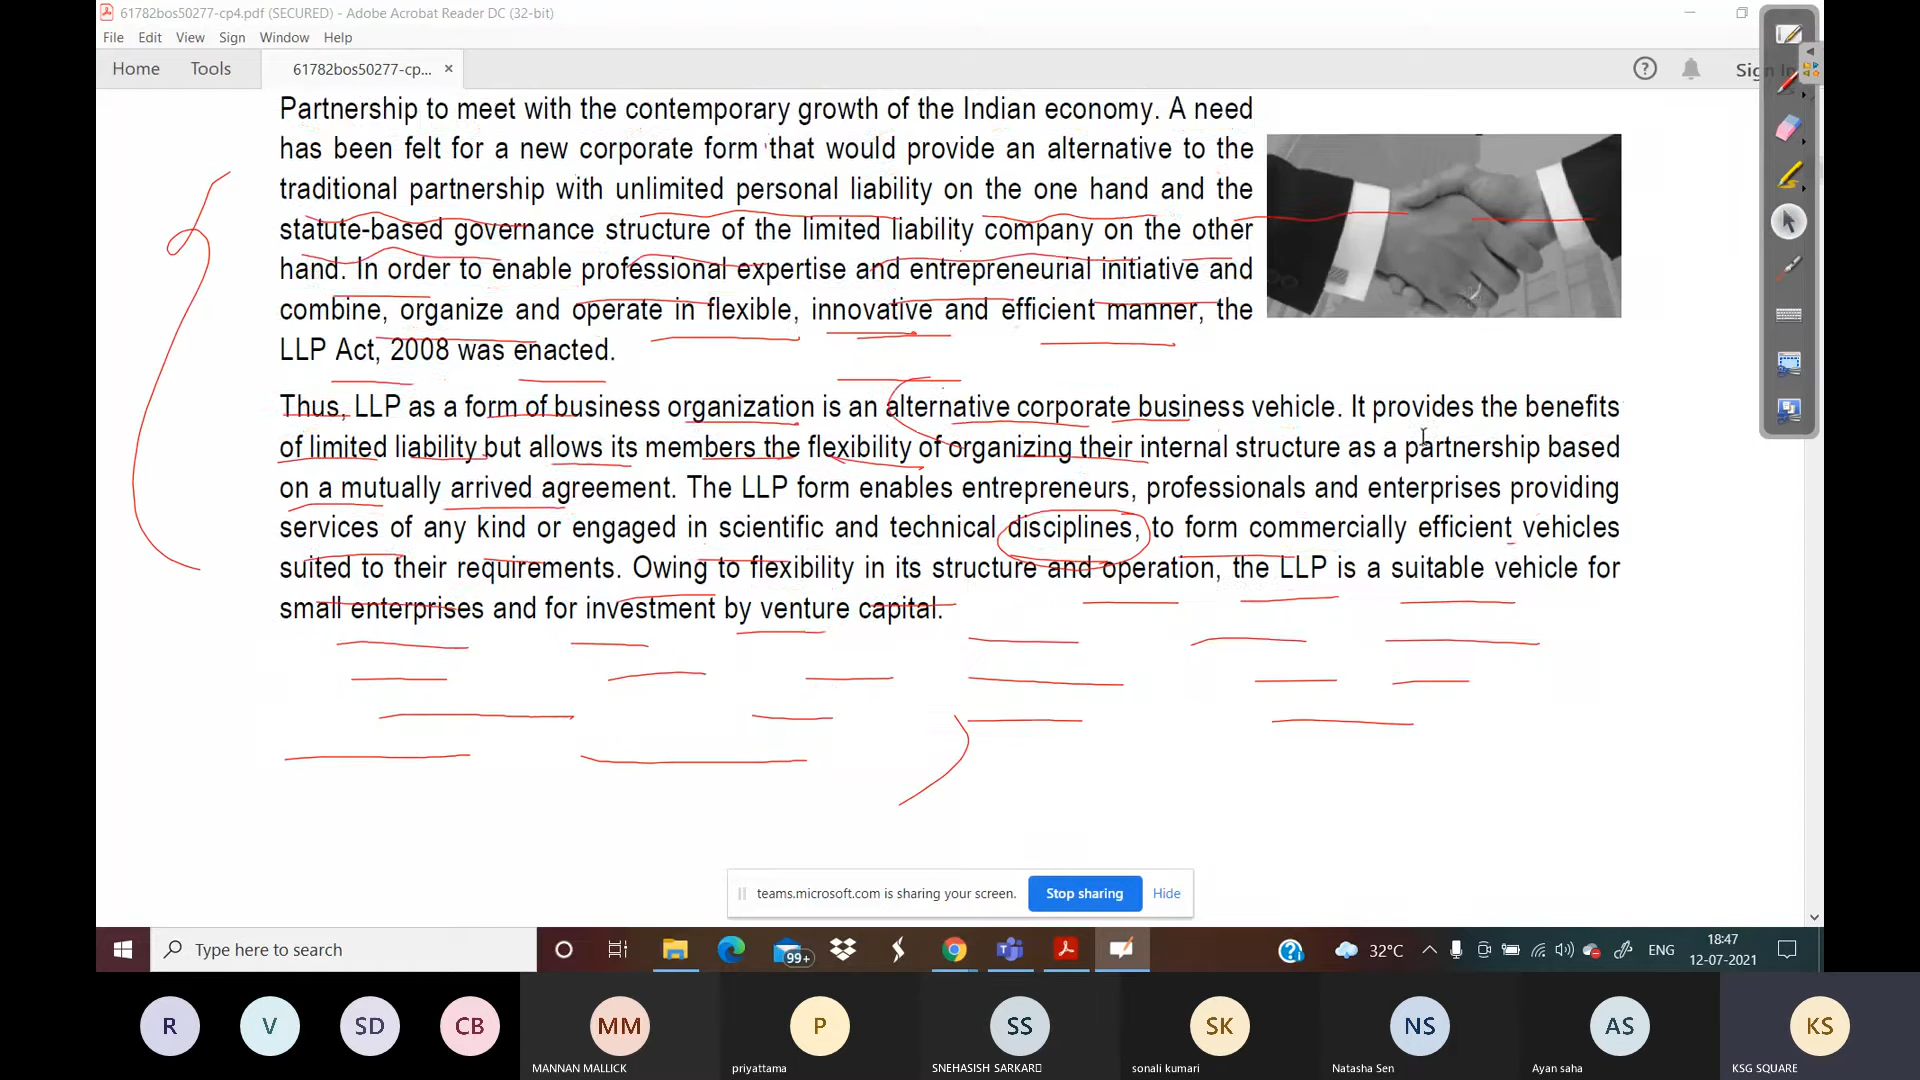 61782bos50277-cp4.pdf (SECURED) - Adobe Acrobat Reader DC (32-bit)
File Edit View Sign Window Help
Home Tools 61782bos50277-cp... × Sign In
Partnership to meet with the contemporary growth of the Indian economy. A need
has been felt for a new corporate form that would provide an alternative to the
traditional partnership with unlimited personal liability on the one hand and the
statute-based governance structure of the limited liability company on the other
hand. In order to enable professional expertise and entrepreneurial initiative and
combine, organize and operate in flexible, innovative and efficient manner, the
LLP Act, 2008 was enacted.
Thus, LLP as a form of business organization is an alternative corporate business vehicle. It provides the benefits
of limited liability but allows its members the flexibility of organizing their internal structure as a partnership based
on a mutually arrived agreement. The LLP form enables entrepreneurs, professionals and enterprises providing
services of any kind or engaged in scientific and technical disciplines, to form commercially efficient vehicles
suited to their requirements. Owing to flexibility in its structure and operation, the LLP is a suitable vehicle for
small enterprises and for investment by venture capital.
teams.microsoft.com is sharing your screen. Stop sharing Hide
Type here to search 99+ 32°C ENG 18:47
12-07-2021
R V SD CB MM P SS SK NS AS KS
MANNAN MALLICK priyattama SNEHASISH SARKAR sonali kumari Natasha Sen Ayan saha KSG SQUARE